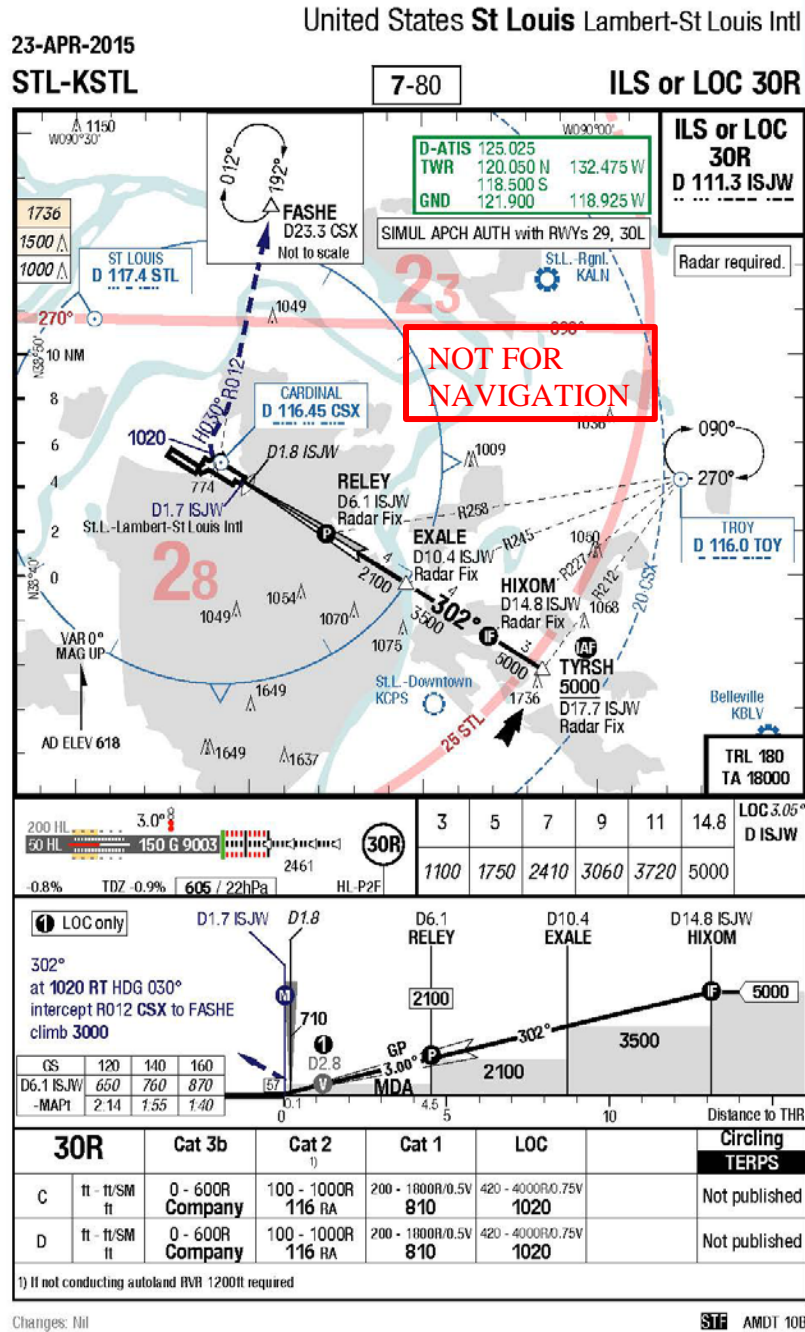 United States St Louis Lambert-St Louis Intl
23-APR-2015
STL-KSTL
7-80
ILS or LOC 30R
1150
W090°30'
W090°00'
ILS or LOC
30R
D 111.3 ISJW
D-ATIS 125.025
TWR 120.050 N 132.475 W
118.500 S
GND 121.900 118.925 W
SIMUL APCH AUTH with RWYs 29, 30L
Radar required.
012°
192°
FASHE
D23.3 CSX
Not to scale
1736
1500
1000
ST LOUIS
D 117.4 STL
23
St.L.-Rgnl.
KALN
270°
1049
090°
N38°50'
10 NM
8
6
4
2
0
N38°40'
NOT FOR
NAVIGATION
CARDINAL
D 116.45 CSX
H030°
R012
1020
D1.8 ISJW
774
D1.7 ISJW
St.L.-Lambert-St Louis Intl
1036
1009
090°
270°
RELEY
D6.1 ISJW
Radar Fix
R258
R245
R227
R212
TROY
D 116.0 TOY
EXALE
D10.4 ISJW
Radar Fix
28
P
4
2100
4
302°
3500
HIXOM
D14.8 ISJW
Radar Fix
IF
3
5000
1050
1068
20 CSX
1049
1054
1070
1075
IAF
TYRSH
5000
D17.7 ISJW
Radar Fix
1736
VAR 0°
MAG UP
1649
St.L.-Downtown
KCPS
25 STL
Belleville
KBLV
AD ELEV 618
1649
1637
TRL 180
TA 18000
200 HL
3.0°
50 HL
150 G 9003
2461
30R
-0.8% TDZ -0.9% 605 / 22hPa HL-P2F
3 5 7 9 11 14.8 LOC 3.05°
D ISJW
1100 1750 2410 3060 3720 5000
1 LOC only
D1.7 ISJW D1.8 D6.1 D10.4 D14.8 ISJW
RELEY EXALE HIXOM
302°
at 1020 RT HDG 030°
intercept R012 CSX to FASHE
climb 3000
M
710
1
D2.8
V
2100
GP
3.00°
P
302°
IF
5000
3500
2100
MDA
57
GS 120 140 160
D6.1 ISJW 650 760 870
-MAPt 2:14 1:55 1:40
0.1 4.5
0 5 10 Distance to THR
30R Cat 3b Cat 2 Cat 1 LOC Circling
1) TERPS
C ft - ft/SM 0 - 600R 100 - 1000R 200 - 1800R/0.5V 420 - 4000R/0.75V Not published
ft Company 116 RA 810 1020
D ft - ft/SM 0 - 600R 100 - 1000R 200 - 1800R/0.5V 420 - 4000R/0.75V Not published
ft Company 116 RA 810 1020
1) If not conducting autoland RVR 1200ft required
Changes: Nil
AMDT 10B